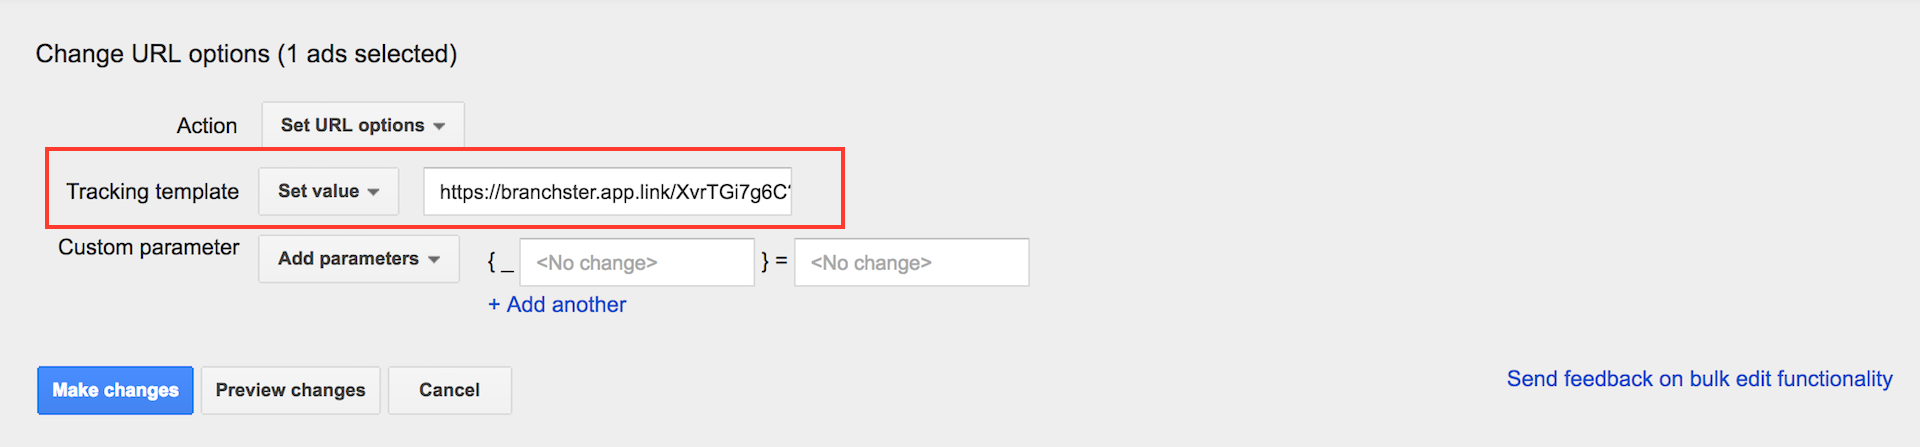 Change URL options (1 ads selected)
Action Set URL options
Tracking template Set value https://branchster.app.link/XvrTGi7g6C
Custom parameter Add parameters { _ <No change> } = <No change>
+ Add another
Make changes Preview changes Cancel Send feedback on bulk edit functionality